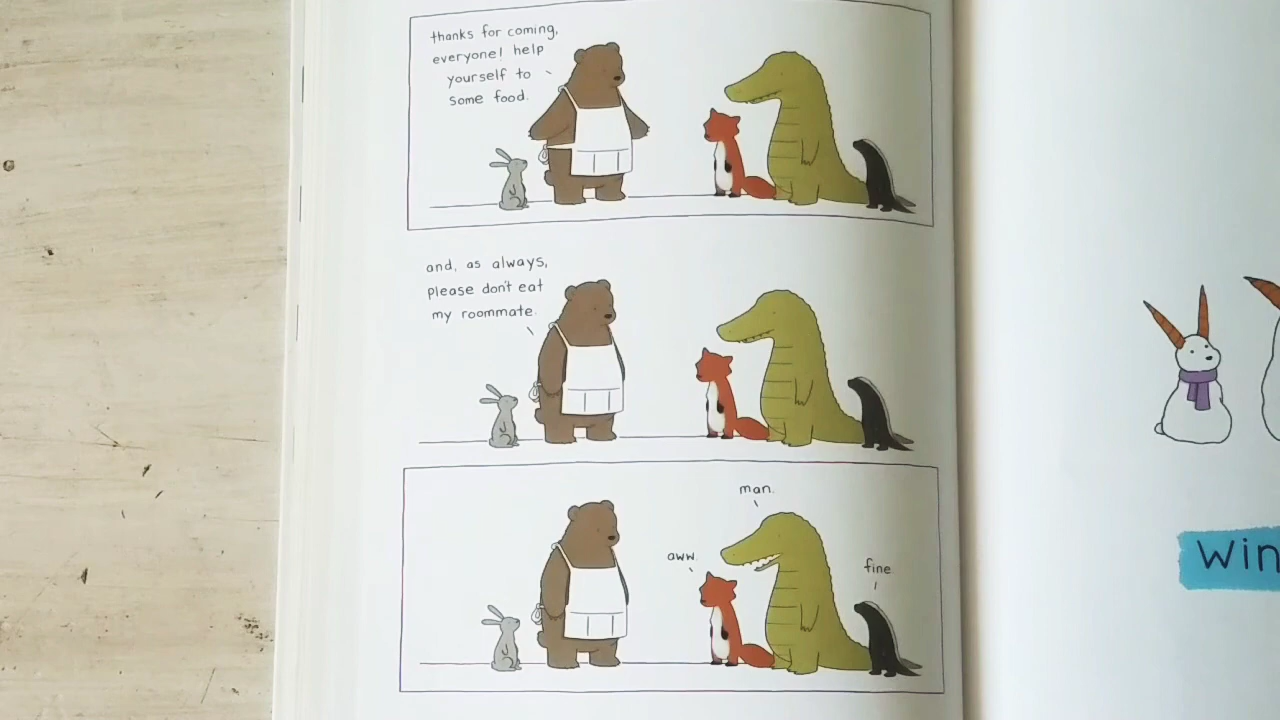 thanks for coming,
everyone! help
yourself to
some food.
and, as always,
please don't eat
my roommate.
man.
aww.
fine
Win